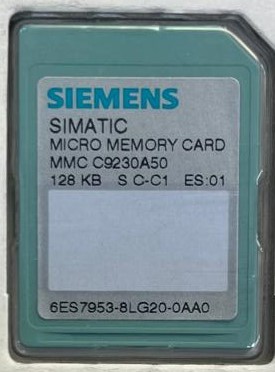 SIEMENS
SIMATIC
MICRO MEMORY CARD
MMC C9230A50
128 KB S C-C1 ES:01
6ES7953-8LG20-0AA0